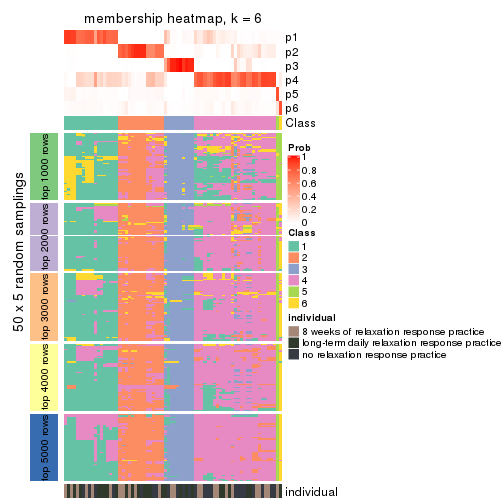 membership heatmap, k = 6
p1
p2
p3
p4
p5
p6
Class
50 x 5 random samplings
top 1000 rows
top 2000 rows
top 3000 rows
top 4000 rows
top 5000 rows
Prob
1
0.8
0.6
0.4
0.2
0
Class
1
2
3
4
5
6
individual
8 weeks of relaxation response practice
long-term daily relaxation response practice
no relaxation response practice
individual